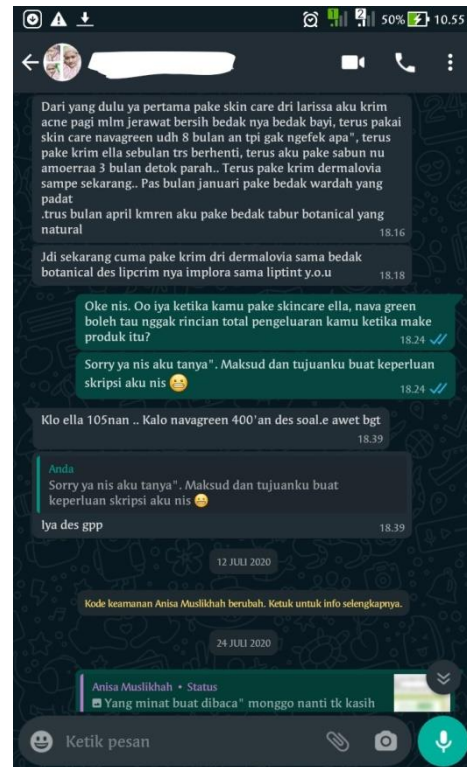 50% 10.55
Dari yang dulu ya pertama pake skin care dri larissa aku krim
acne pagi mlm jerawat bersih bedak nya bedak bayi, terus pakai
skin care navagreen udh 8 bulan an tpi gak ngefek apa", terus
pake krim ella sebulan trs berhenti, terus aku pake sabun nu
amoerraa 3 bulan detok parah.. Terus pake krim dermalovia
sampe sekarang.. Pas bulan januari pake bedak wardah yang
padat
.trus bulan april kmren aku pake bedak tabur botanical yang
natural
18.16
Jdi sekarang cuma pake krim dri dermalovia sama bedak
botanical des lipcrim nya implora sama liptint y.o.u
18.18
Oke nis. Oo iya ketika kamu pake skincare ella, nava green
boleh tau nggak rincian total pengeluaran kamu ketika make
produk itu?
18.24
Sorry ya nis aku tanya". Maksud dan tujuanku buat keperluan
skripsi aku nis 😬
18.24
Klo ella 105nan .. Kalo navagreen 400'an des soal.e awet bgt
18.39
Anda
Sorry ya nis aku tanya". Maksud dan tujuanku buat
keperluan skripsi aku nis 😬
Iya des gpp
18.39
12 JULI 2020
Kode keamanan Anisa Muslikhah berubah. Ketuk untuk info selengkapnya.
24 JULI 2020
Anisa Muslikhah • Status
Yang minat buat dibaca" monggo nanti tk kasih
Ketik pesan